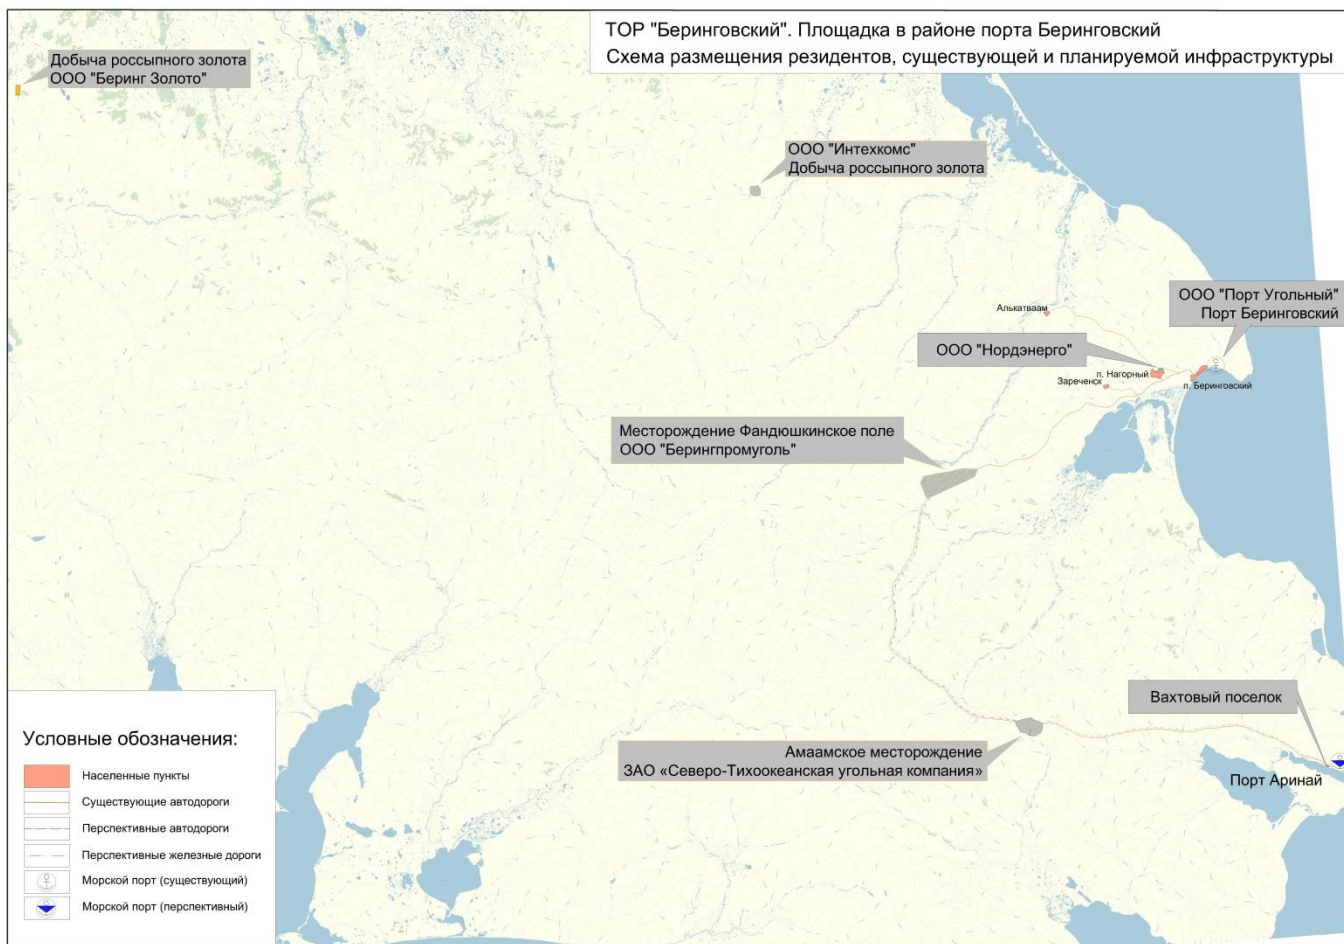 ТОР "Беринговский". Площадка в районе порта Беринговский
Схема размещения резидентов, существующей и планируемой инфраструктуры
Добыча россыпного золота
ООО "Беринг Золото"
ООО "Интехкомс"
Добыча россыпного золота
ООО "Порт Угольный"
Порт Беринговский
Алькатваам
ООО "Нордэнерго"
п. Нагорный
Зареченск
п. Беринговский
Месторождение Фандюшкинское поле
ООО "Берингпромуголь"
Вахтовый поселок
Амаамское месторождение
ЗАО «Северо-Тихоокеанская угольная компания»
Порт Аринай
Условные обозначения:
Населенные пункты
Существующие автодороги
Перспективные автодороги
Перспективные железные дороги
Морской порт (существующий)
Морской порт (перспективный)